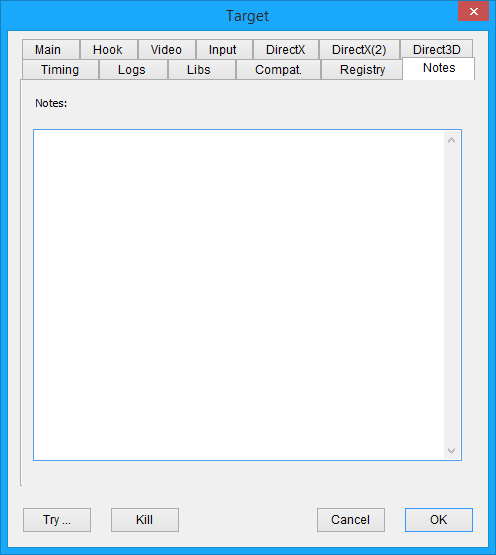 Target
Main Hook Video Input DirectX DirectX(2) Direct3D
Timing Logs Libs Compat. Registry Notes
Notes:
Try ... Kill Cancel OK